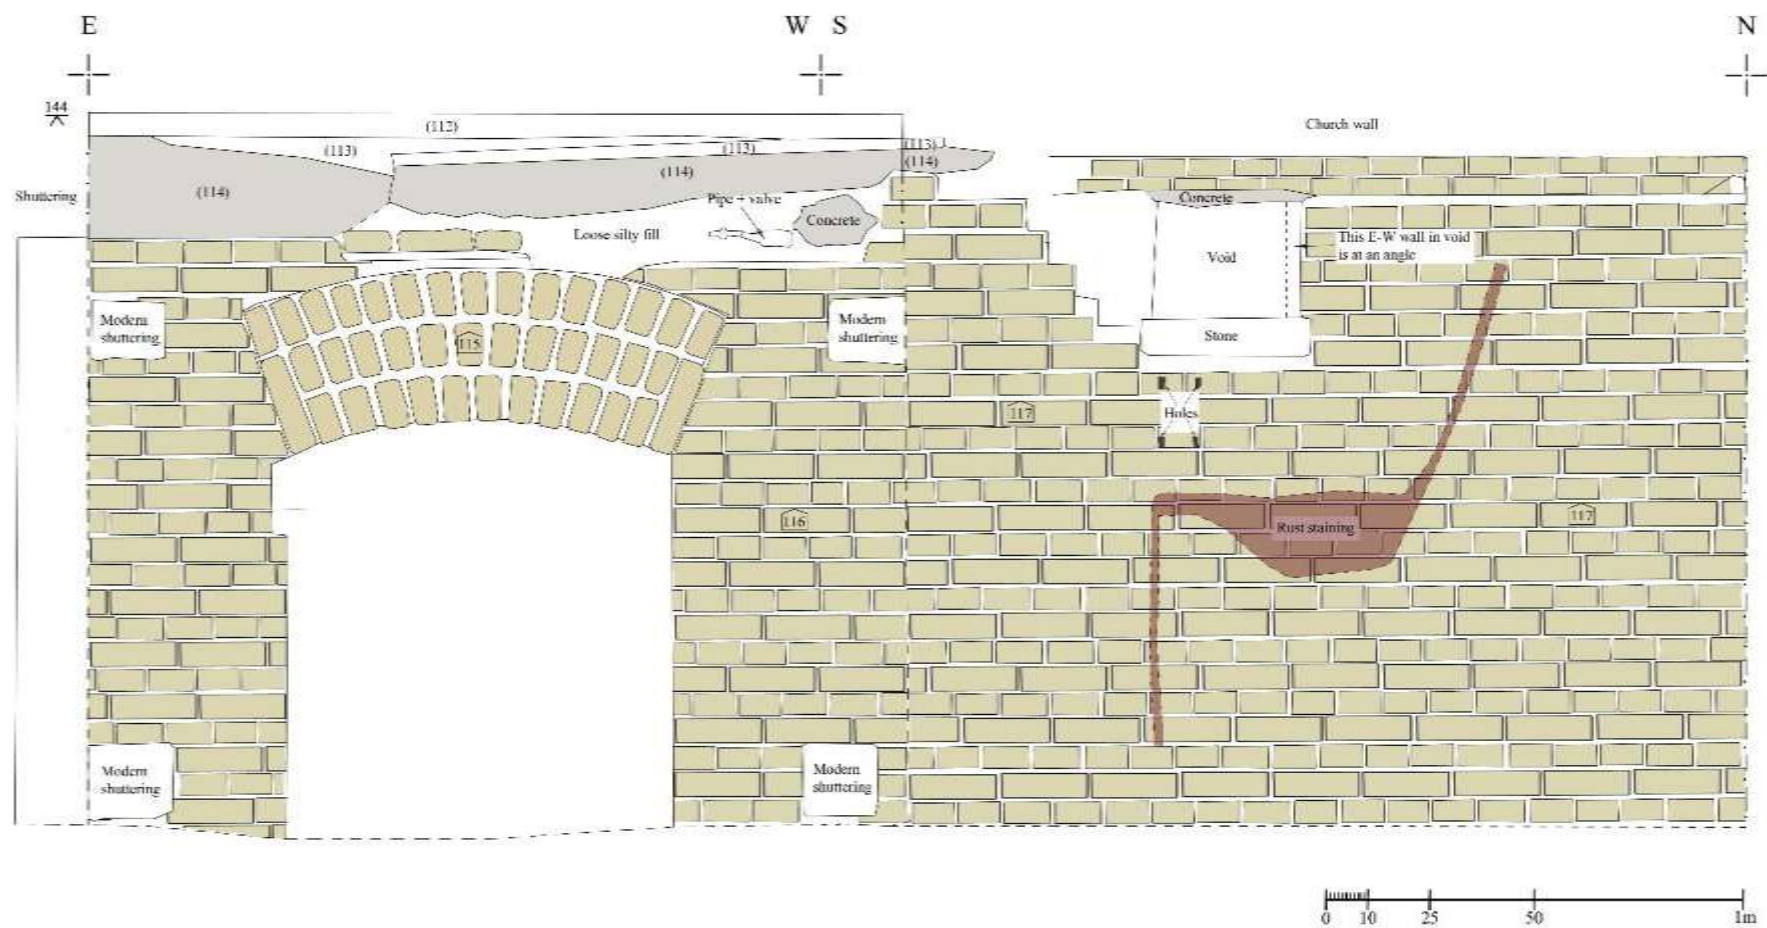 E
W S
N
144
Church wall
(112)
(113)
(113)
(113)
(114)
(114)
(114)
Shuttering
Pipe + valve
Concrete
Concrete
Loose silty fill
This E-W wall in void
is at an angle
Void
Modern
shuttering
Modern
shuttering
115
Stone
117
Holes
116
Rust staining
117
Modern
shuttering
Modern
shuttering
0 10 25 50 1m